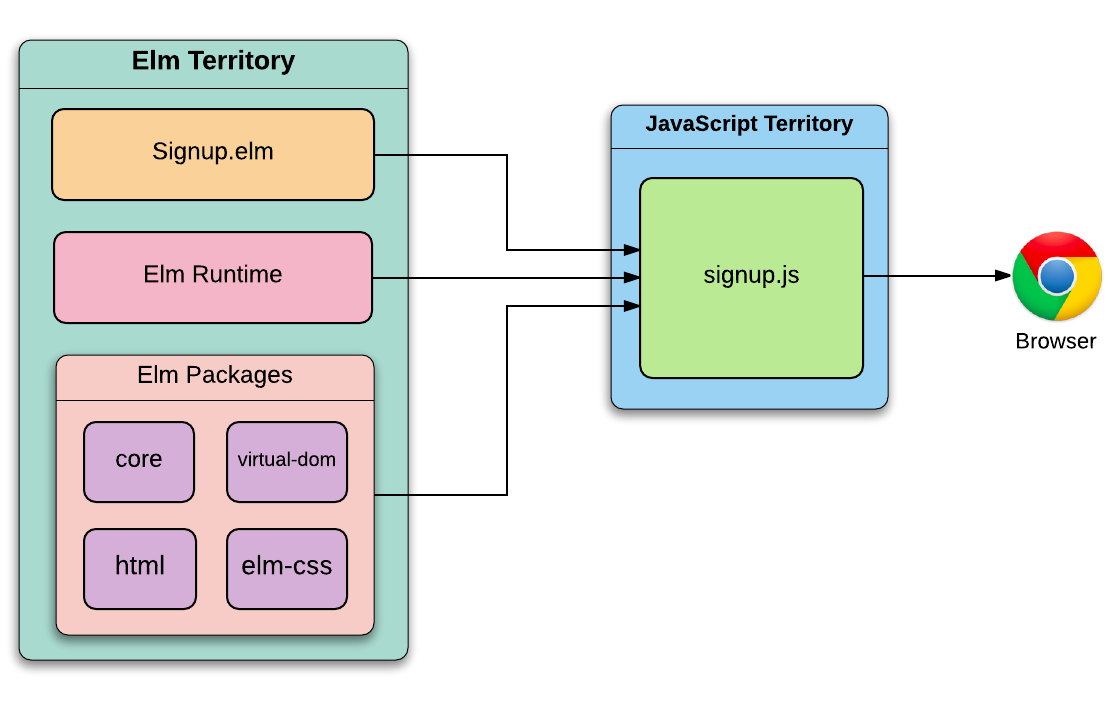 Elm Territory
Signup.elm
Elm Runtime
Elm Packages
core
virtual-dom
html
elm-css
JavaScript Territory
signup.js
Browser